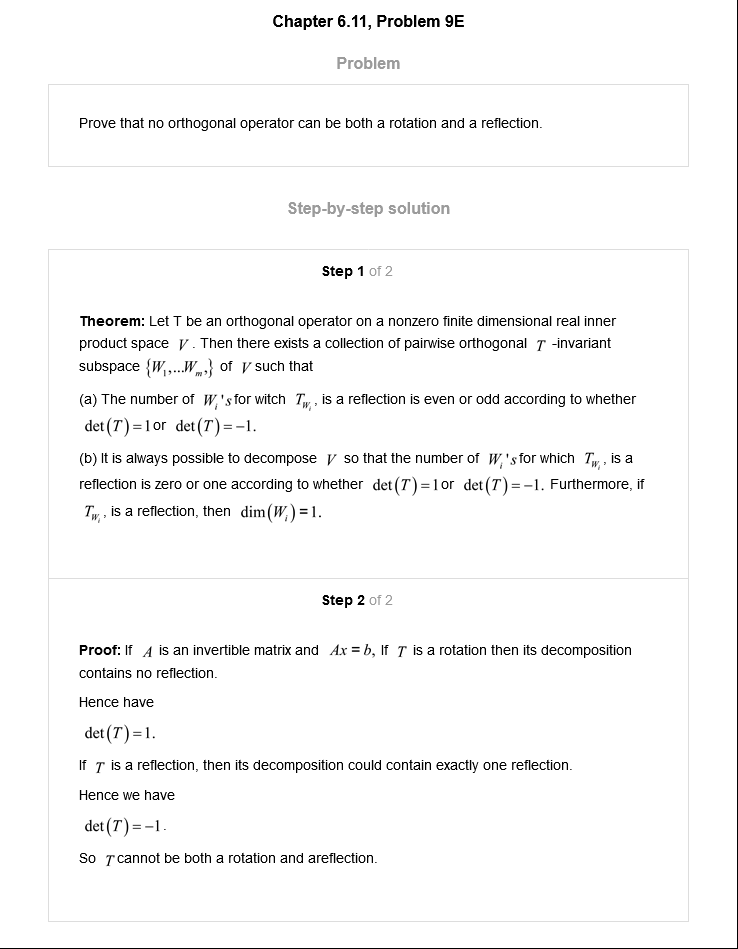 Chapter 6.11, Problem 9E
Problem
Prove that no orthogonal operator can be both a rotation and a reflection.
Step-by-step solution
Step 1 of 2
Theorem: Let T be an orthogonal operator on a nonzero finite dimensional real inner
product space V . Then there exists a collection of pairwise orthogonal T -invariant
subspace {W₁,...Wₘ,} of V such that
(a) The number of Wᵢ's for witch T_{Wᵢ}, is a reflection is even or odd according to whether
det(T)=1 or det(T)=−1.
(b) It is always possible to decompose V so that the number of Wᵢ's for which T_{Wᵢ}, is a
reflection is zero or one according to whether det(T)=1 or det(T)=−1. Furthermore, if
T_{Wᵢ}, is a reflection, then dim(Wᵢ)=1.
Step 2 of 2
Proof: If A is an invertible matrix and Ax = b, If T is a rotation then its decomposition
contains no reflection.
Hence have
det(T)=1.
If T is a reflection, then its decomposition could contain exactly one reflection.
Hence we have
det(T)=−1.
So T cannot be both a rotation and areflection.